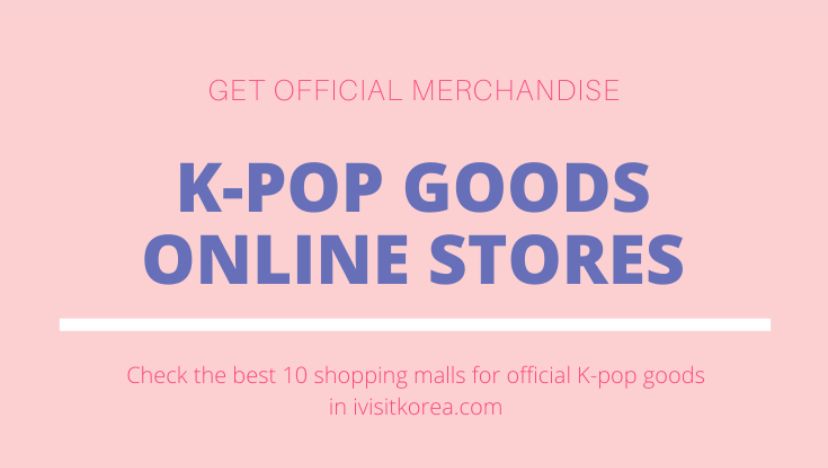 GET OFFICIAL MERCHANDISE
K-POP GOODS
ONLINE STORES
Check the best 10 shopping malls for official K-pop goods
in ivisitkorea.com